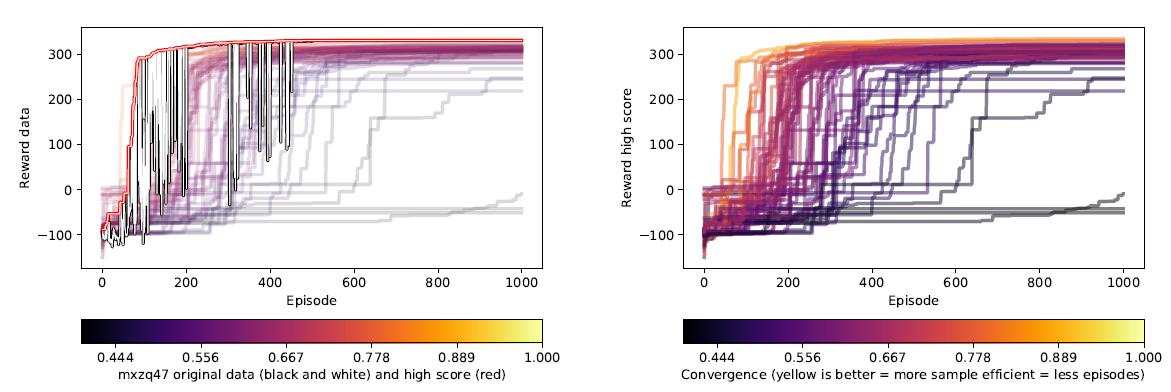 300
200
100
0
−100
Reward data
0 200 400 600 800 1000
Episode
0.444 0.556 0.667 0.778 0.889 1.000
mxzq47 original data (black and white) and high score (red)
300
200
100
0
−100
Reward high score
0 200 400 600 800 1000
Episode
0.444 0.556 0.667 0.778 0.889 1.000
Convergence (yellow is better = more sample efficient = less episodes)